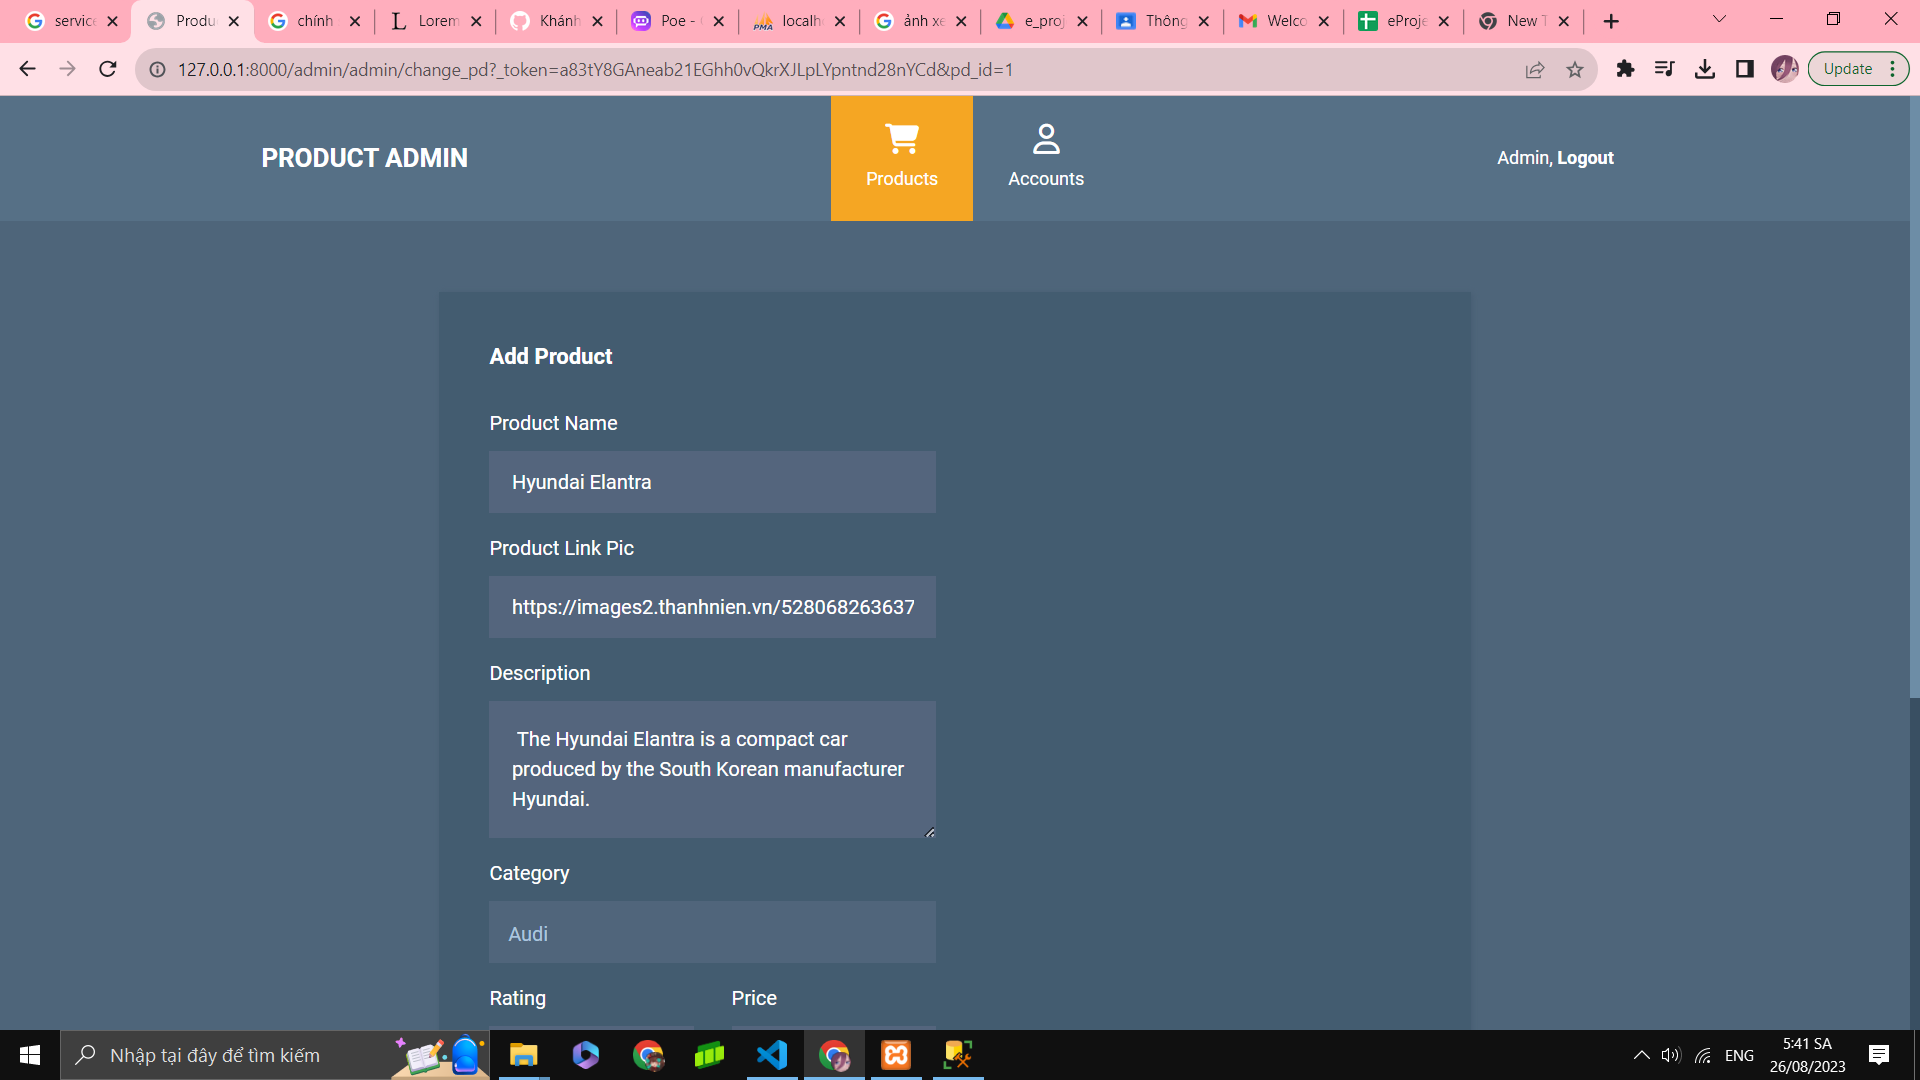 service
Produ
chính
Lorem
Khánh
Poe -
localho
ảnh xe
e_proj
Thông
Welco
eProje
New T
127.0.0.1:8000/admin/admin/change_pd?_token=a83tY8GAneab21EGhh0vQkrXJLpLYpntnd28nYCd&pd_id=1
Update
PRODUCT ADMIN
Products
Accounts
Admin, Logout
Add Product
Product Name
Hyundai Elantra
Product Link Pic
https://images2.thanhnien.vn/528068263637
Description
The Hyundai Elantra is a compact car
produced by the South Korean manufacturer
Hyundai.
Category
Audi
Rating Price
Nhập tại đây để tìm kiếm
ENG
5:41 SA
26/08/2023